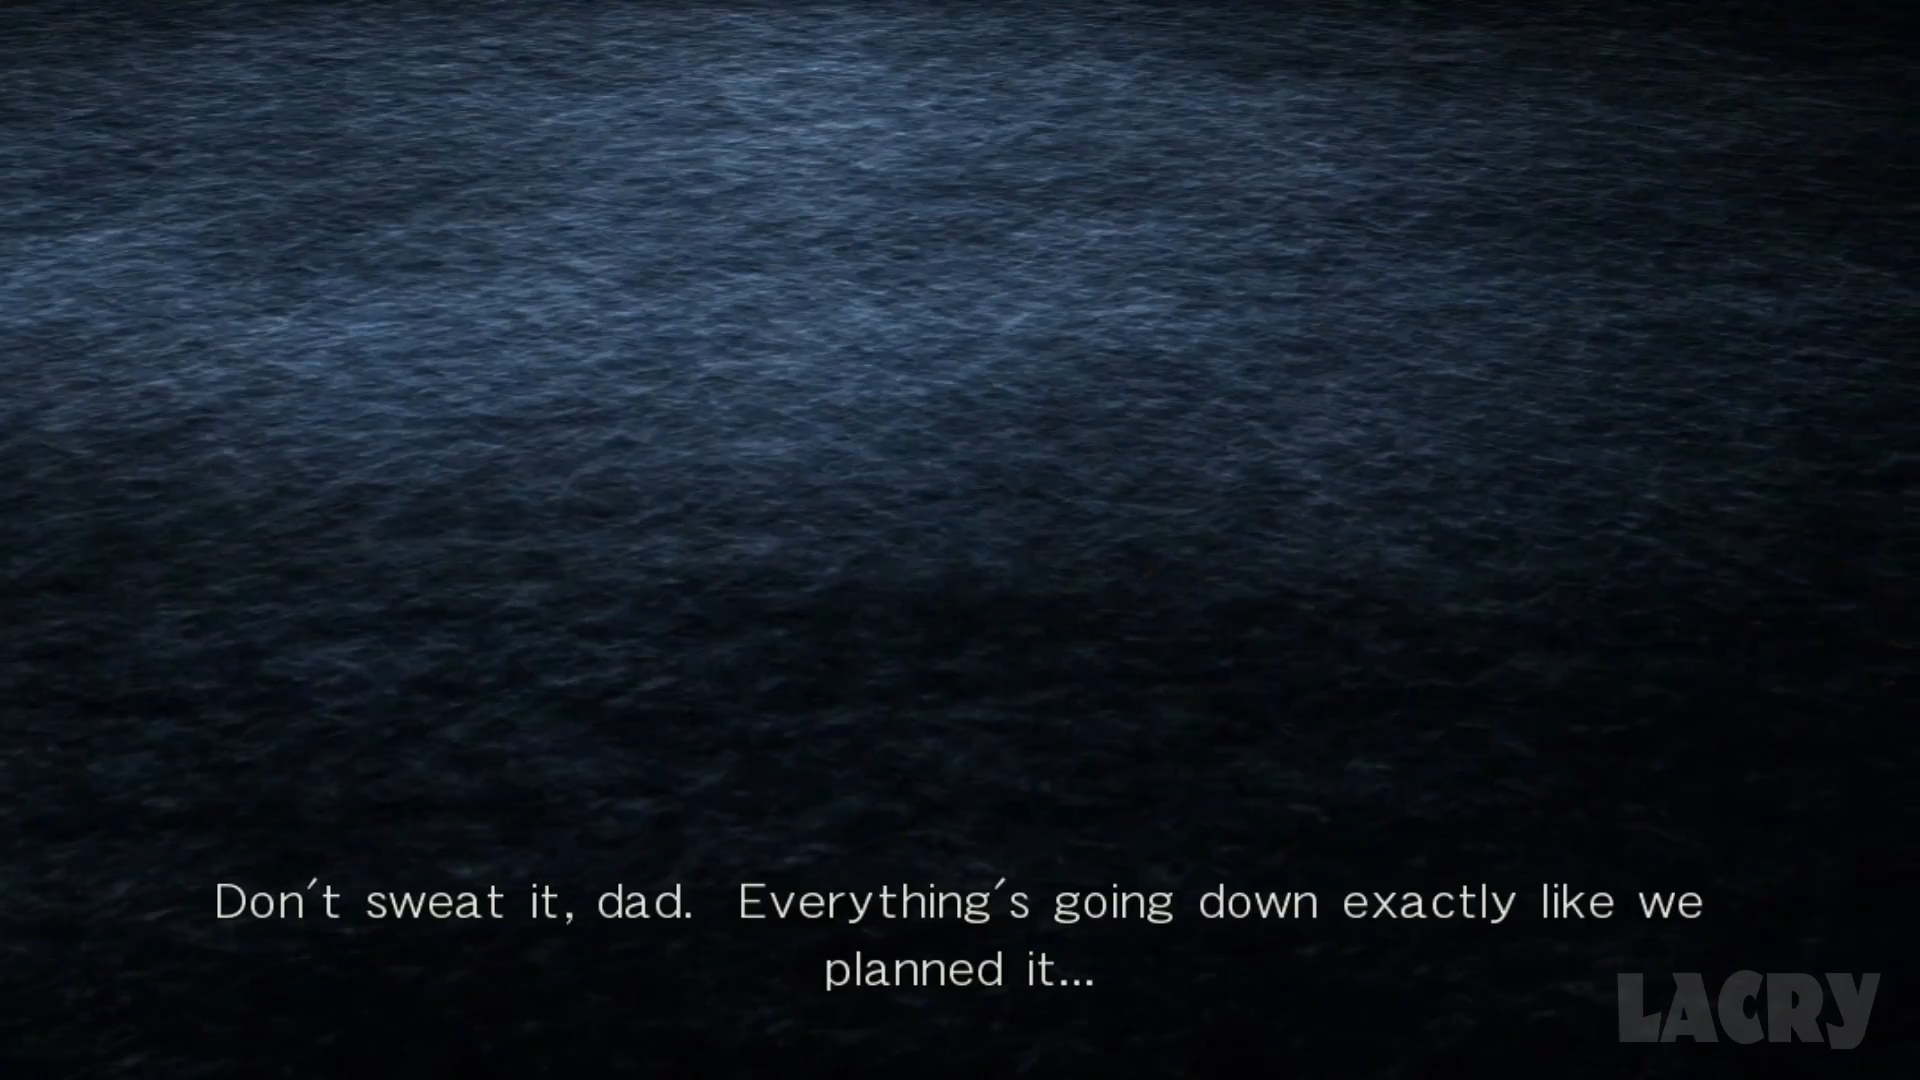 Don't sweat it, dad.  Everything's going down exactly like we
planned it...
LACRY